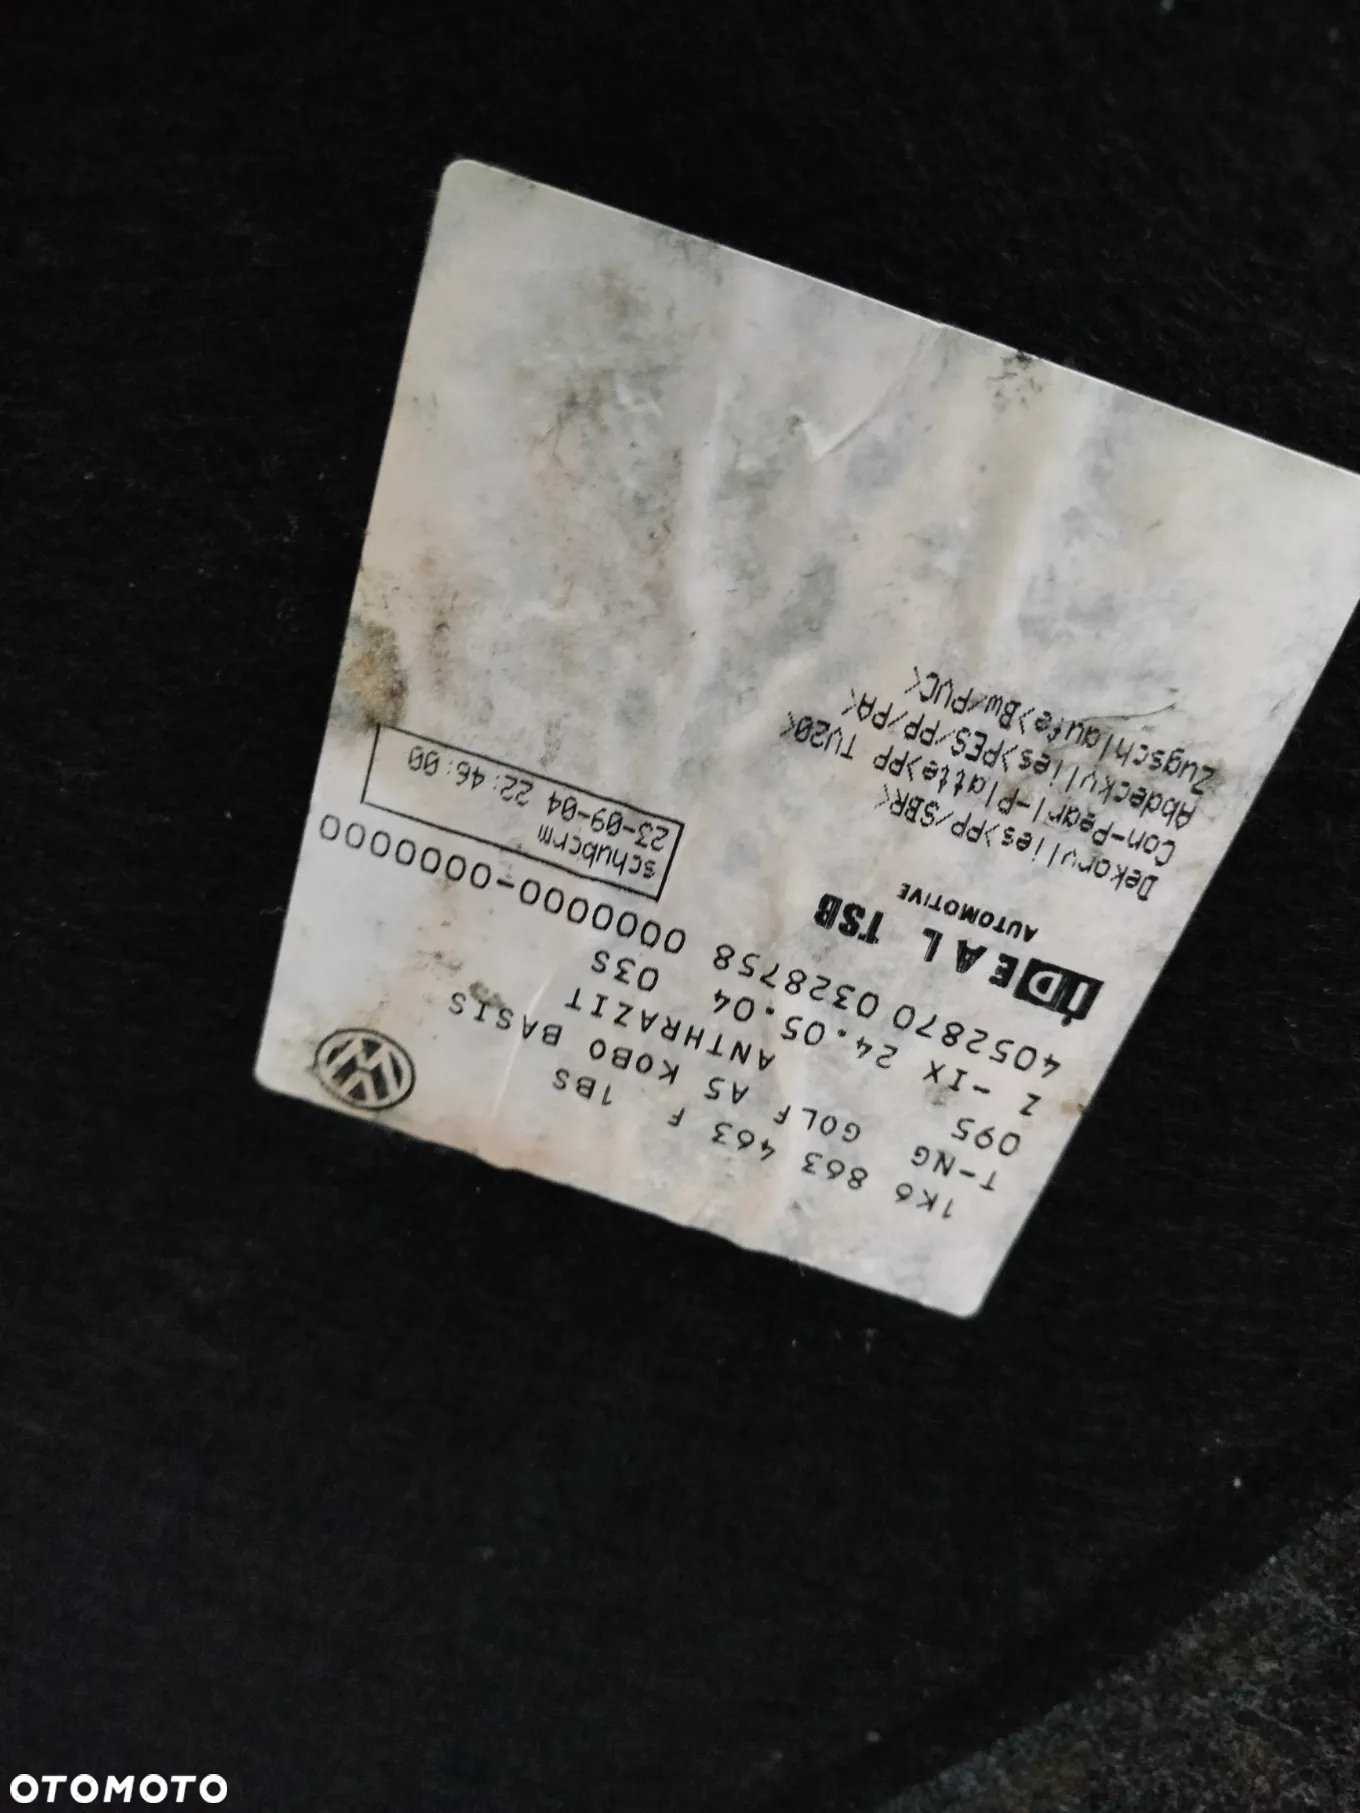 1K6 863 463 F 1BS
T-NG GOLF A5 KOBO BASIS
095 ANTHRAZIT
Z -IX 24.05.04 03S
4052870 0328758 0000000-0000000
IDEAL TSB
AUTOMOTIVE
schubcrm
23-09-04 22:46:00
Dekorvlies>PP/SBR<
Con-Pearl-Platte>PP TV20<
Abdeckvlies>PES/PP/PA<
Zugschlaufe>Bw/PVC<
OTOMOTO